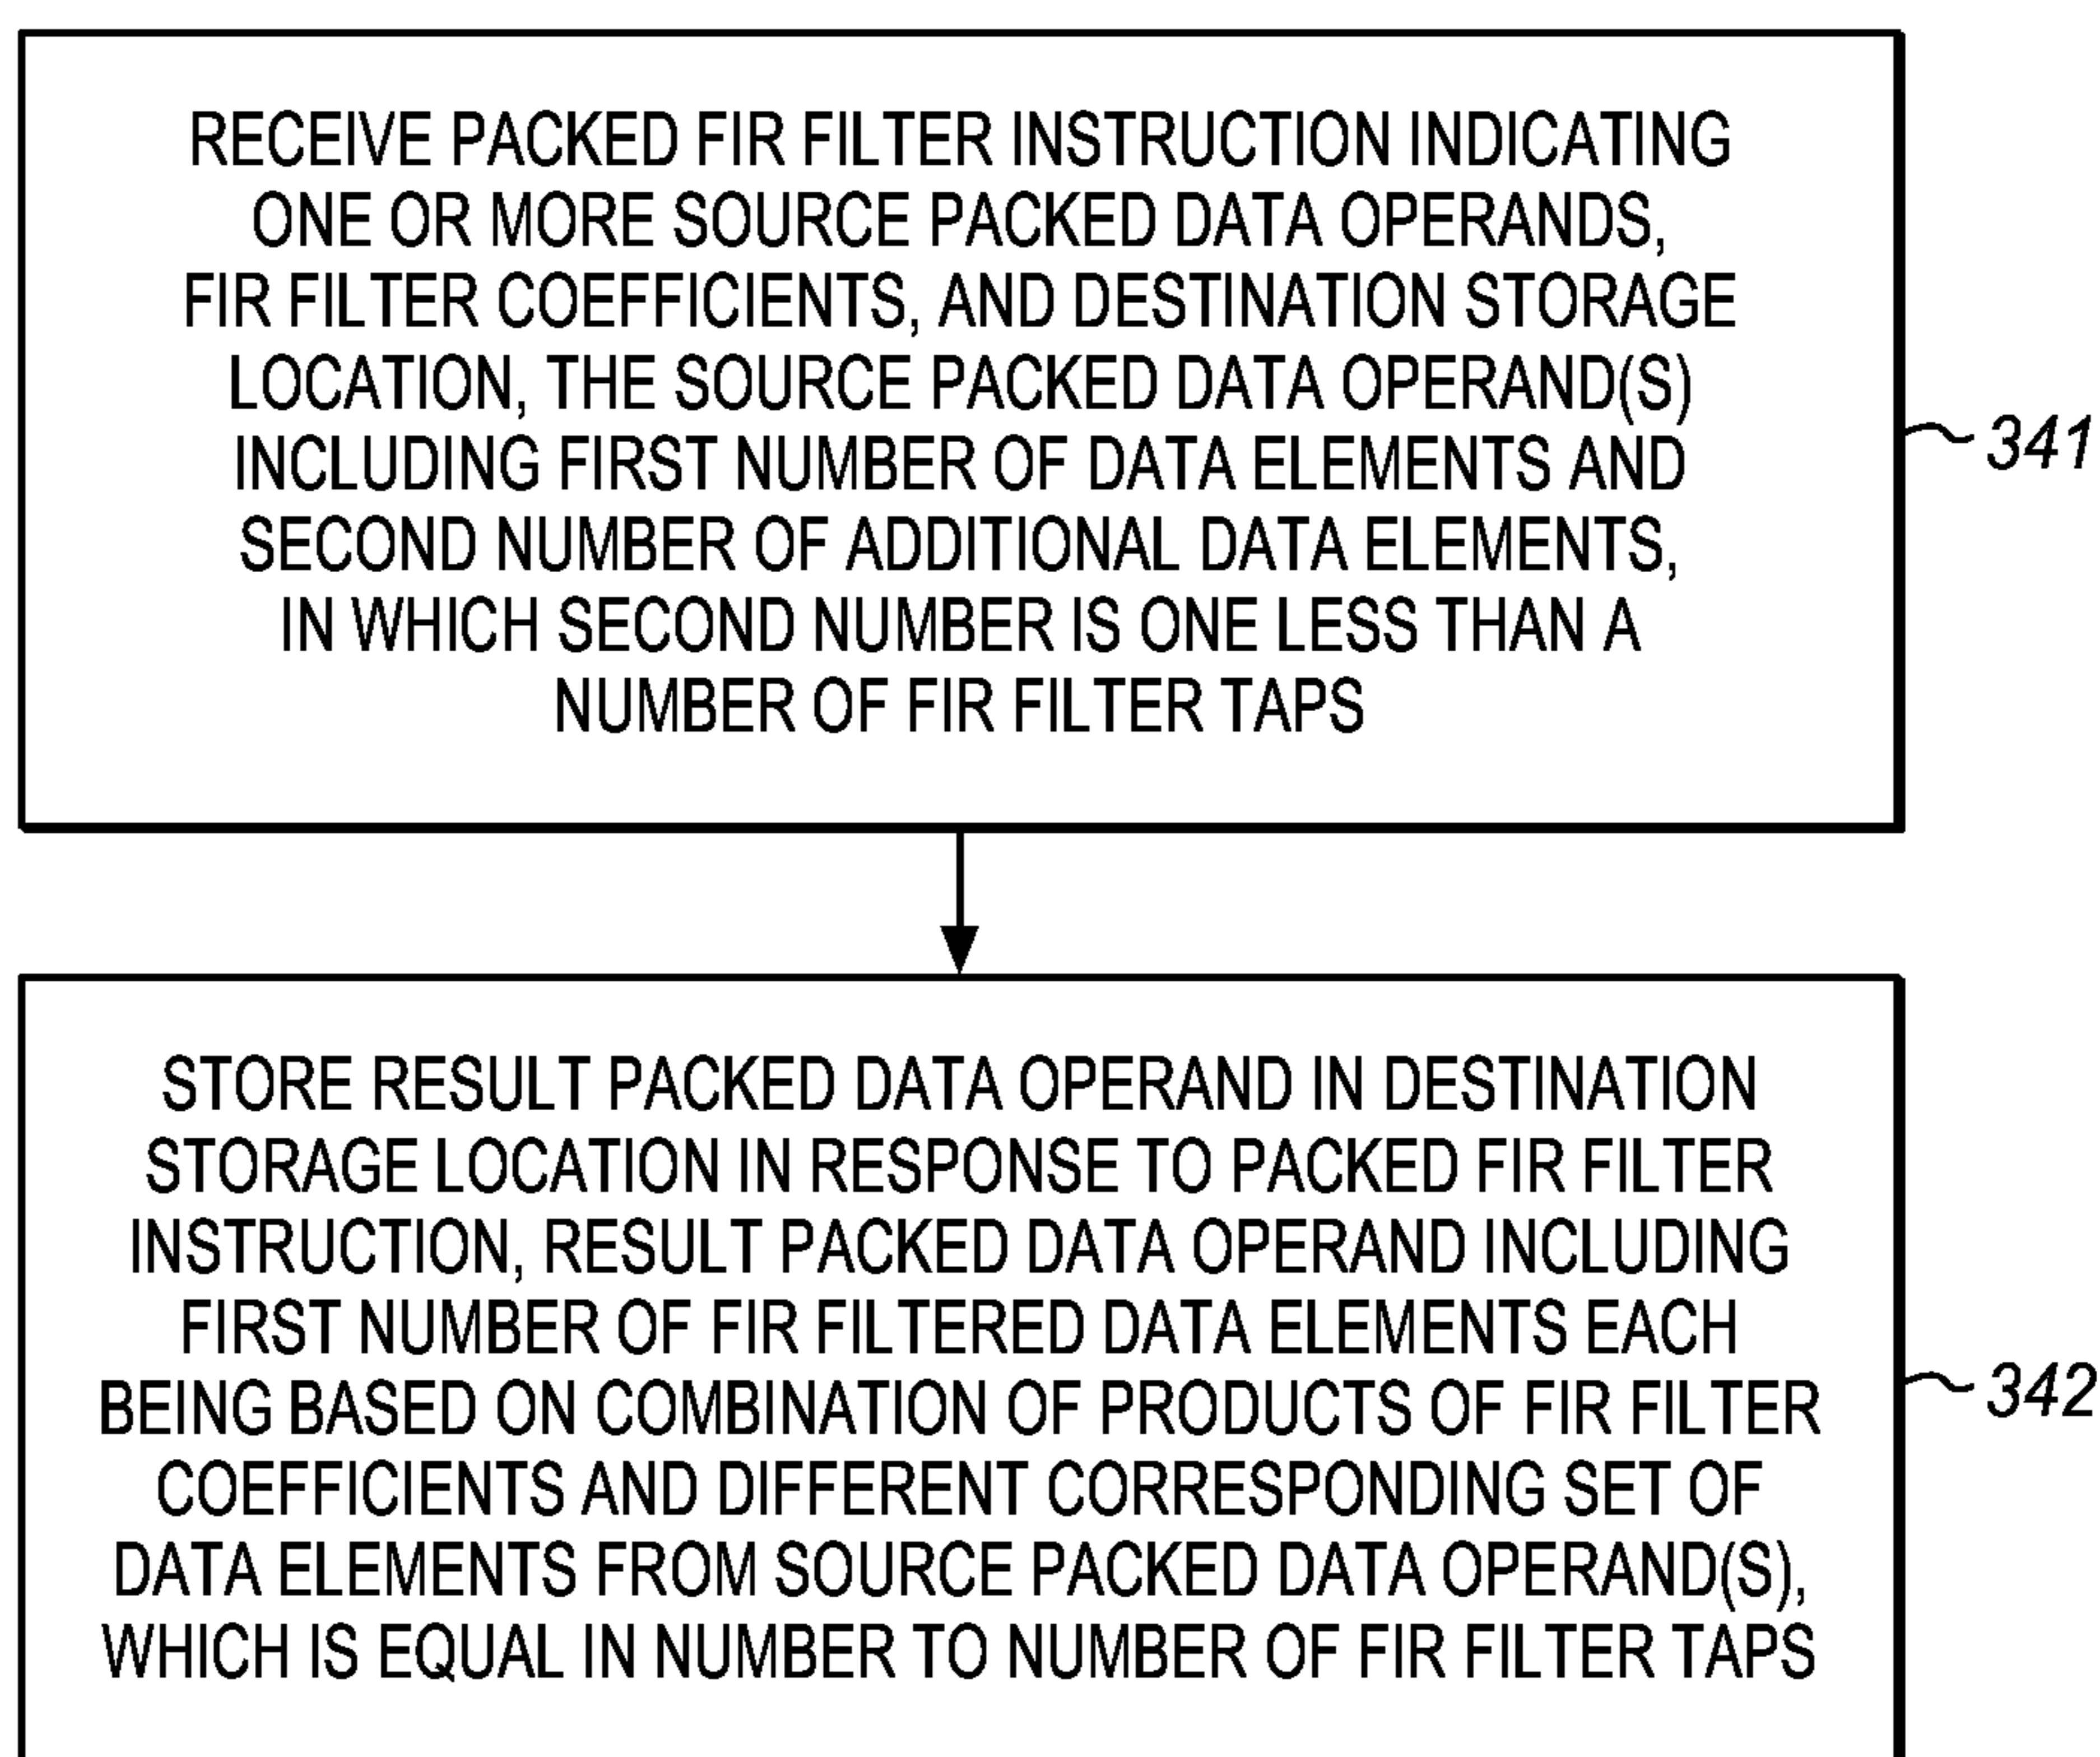 RECEIVE PACKED FIR FILTER INSTRUCTION INDICATING
ONE OR MORE SOURCE PACKED DATA OPERANDS,
FIR FILTER COEFFICIENTS, AND DESTINATION STORAGE
LOCATION, THE SOURCE PACKED DATA OPERAND(S)
INCLUDING FIRST NUMBER OF DATA ELEMENTS AND
SECOND NUMBER OF ADDITIONAL DATA ELEMENTS,
IN WHICH SECOND NUMBER IS ONE LESS THAN A
NUMBER OF FIR FILTER TAPS
341
STORE RESULT PACKED DATA OPERAND IN DESTINATION
STORAGE LOCATION IN RESPONSE TO PACKED FIR FILTER
INSTRUCTION, RESULT PACKED DATA OPERAND INCLUDING
FIRST NUMBER OF FIR FILTERED DATA ELEMENTS EACH
BEING BASED ON COMBINATION OF PRODUCTS OF FIR FILTER
COEFFICIENTS AND DIFFERENT CORRESPONDING SET OF
DATA ELEMENTS FROM SOURCE PACKED DATA OPERAND(S),
WHICH IS EQUAL IN NUMBER TO NUMBER OF FIR FILTER TAPS
342